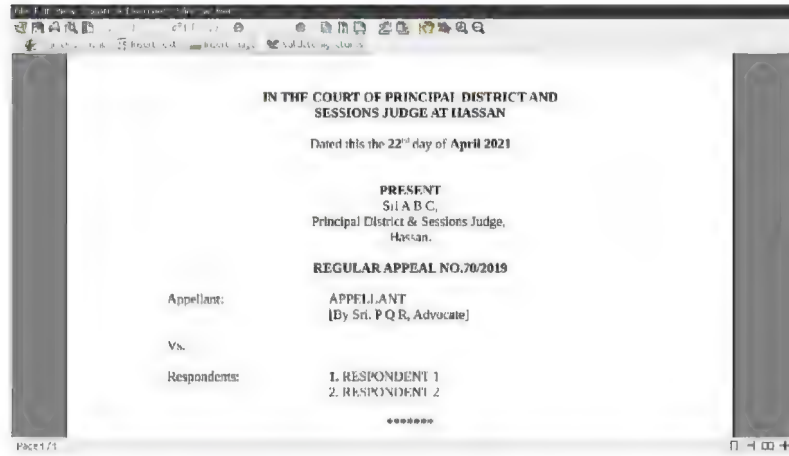 IN THE COURT OF PRINCIPAL DISTRICT AND
SESSIONS JUDGE AT HASSAN
Dated this the 22nd day of April 2021
PRESENT
Sri A B C,
Principal District & Sessions Judge,
Hassan.
REGULAR APPEAL NO.70/2019
Appellant: APPELLANT
[By Sri. P Q R, Advocate]
Vs.
Respondents: 1. RESPONDENT 1
2. RESPONDENT 2
*******
Page 1 / 1